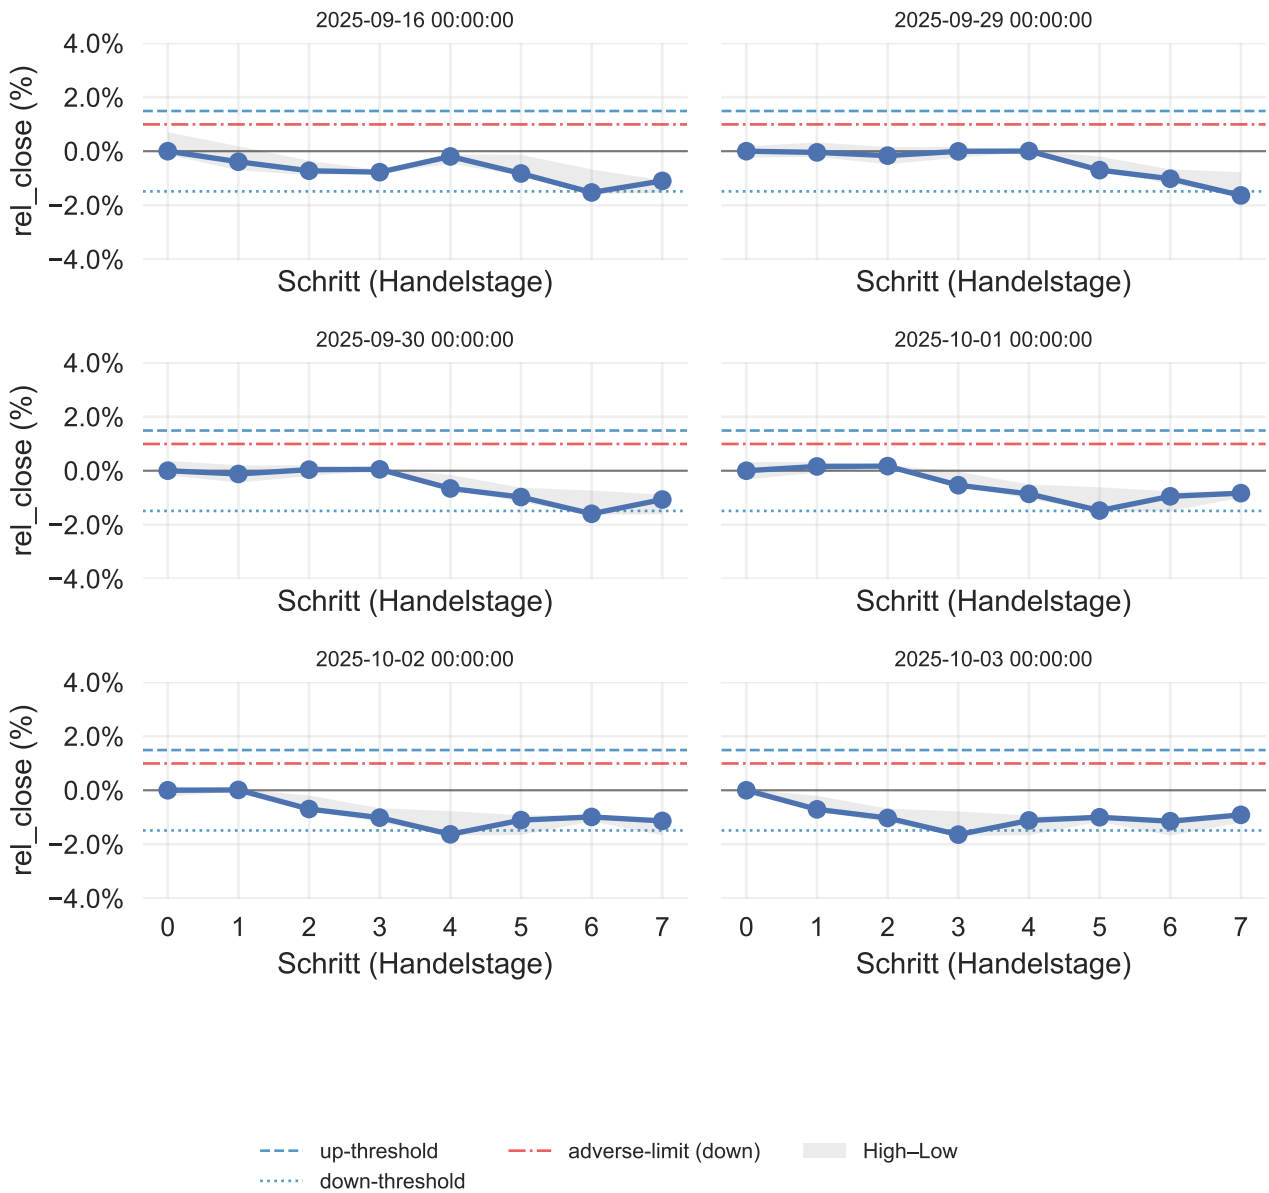 2025-09-16 00:00:00
2025-09-29 00:00:00
4.0%
2.0%
0.0%
−2.0%
−4.0%
rel_close (%)
Schritt (Handelstage)
Schritt (Handelstage)
2025-09-30 00:00:00
2025-10-01 00:00:00
4.0%
2.0%
0.0%
−2.0%
−4.0%
rel_close (%)
Schritt (Handelstage)
Schritt (Handelstage)
2025-10-02 00:00:00
2025-10-03 00:00:00
4.0%
2.0%
0.0%
−2.0%
−4.0%
rel_close (%)
0 1 2 3 4 5 6 7
0 1 2 3 4 5 6 7
Schritt (Handelstage)
Schritt (Handelstage)
up-threshold
down-threshold
adverse-limit (down)
High–Low